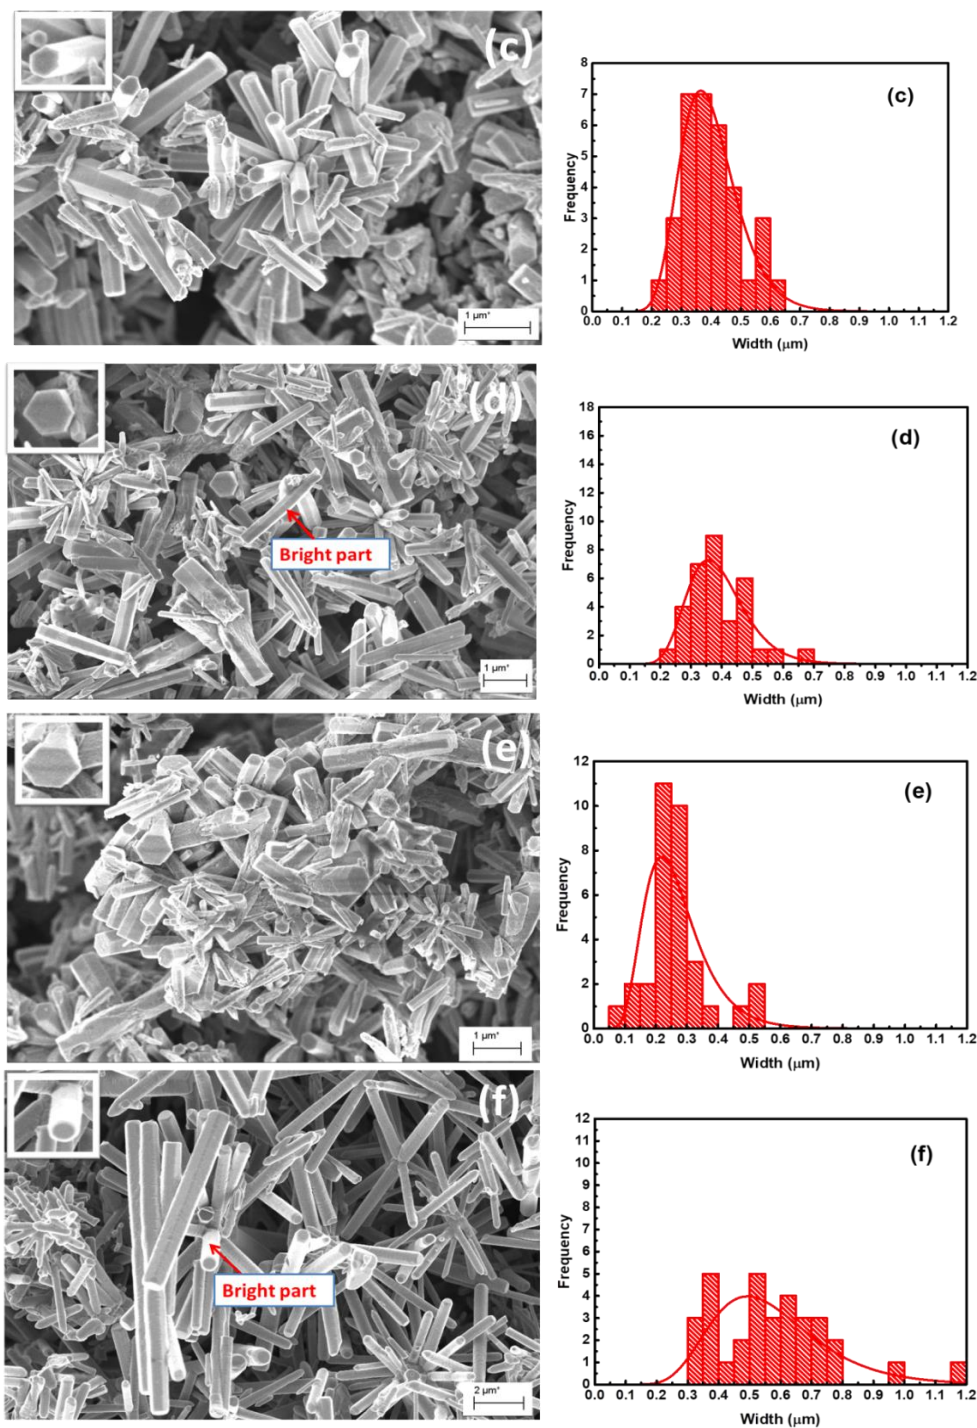 (c)
1 µm*
(c)
8
7
6
5
4
3
2
1
0
Frequency
0.0 0.1 0.2 0.3 0.4 0.5 0.6 0.7 0.8 0.9 1.0 1.1 1.2
Width (µm)
(d)
Bright part
1 µm*
(d)
18
16
14
12
10
8
6
4
2
0
Frequency
0.0 0.1 0.2 0.3 0.4 0.5 0.6 0.7 0.8 0.9 1.0 1.1 1.2
Width (µm)
(e)
1 µm*
(e)
12
10
8
6
4
2
0
Frequency
0.1 0.2 0.3 0.4 0.5 0.6 0.7 0.8 0.9 1.0 1.1 1.2
Width (µm)
(f)
Bright part
2 µm*
(f)
12
11
10
9
8
7
6
5
4
3
2
1
0
Frequency
0.0 0.1 0.2 0.3 0.4 0.5 0.6 0.7 0.8 0.9 1.0 1.1 1.2
Width (µm)